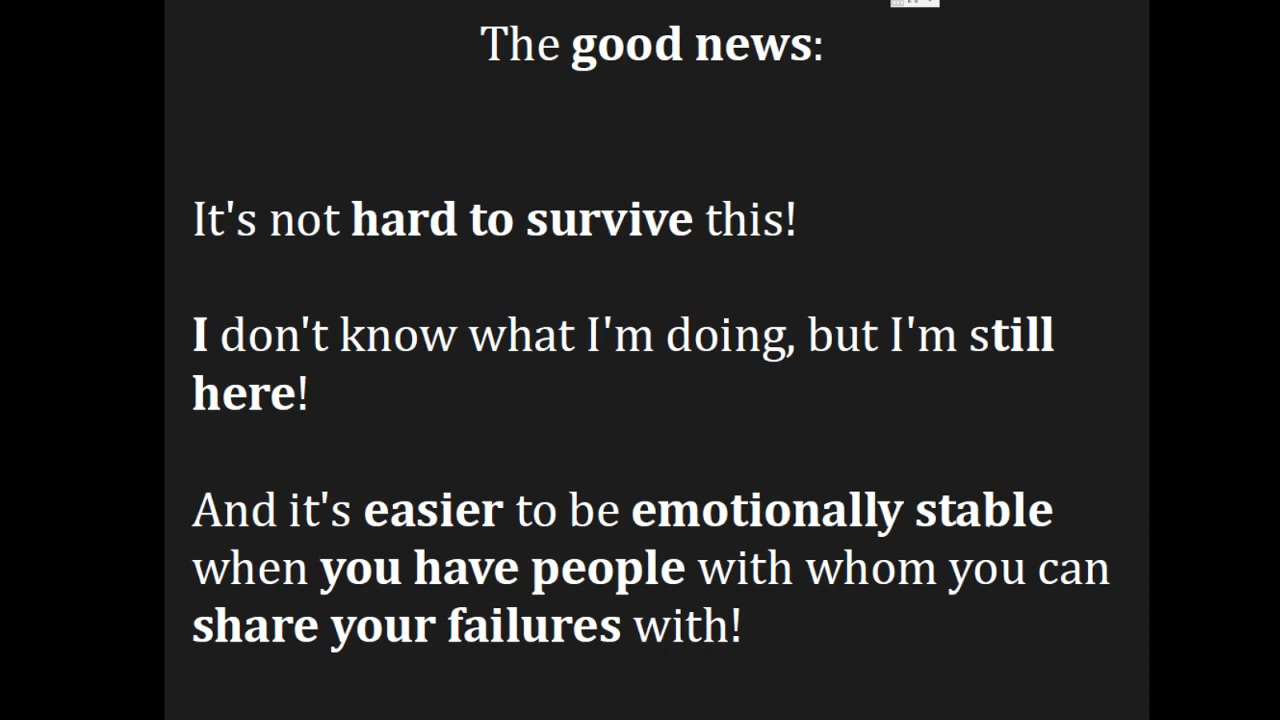 The good news:
It's not hard to survive this!
I don't know what I'm doing, but I'm still
here!
And it's easier to be emotionally stable
when you have people with whom you can
share your failures with!